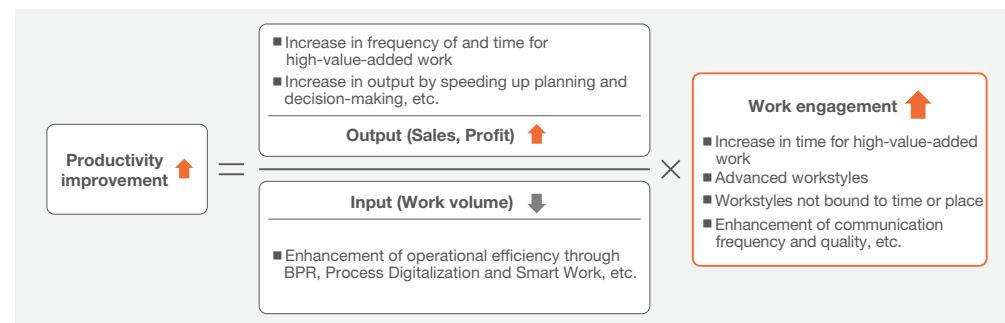 Productivity
improvement
=
■ Increase in frequency of and time for
high-value-added work
■ Increase in output by speeding up planning and
decision-making, etc.
Output (Sales, Profit)
Input (Work volume)
■ Enhancement of operational efficiency through
BPR, Process Digitalization and Smart Work, etc.
×
Work engagement
■ Increase in time for high-value-added
work
■ Advanced workstyles
■ Workstyles not bound to time or place
■ Enhancement of communication
frequency and quality, etc.